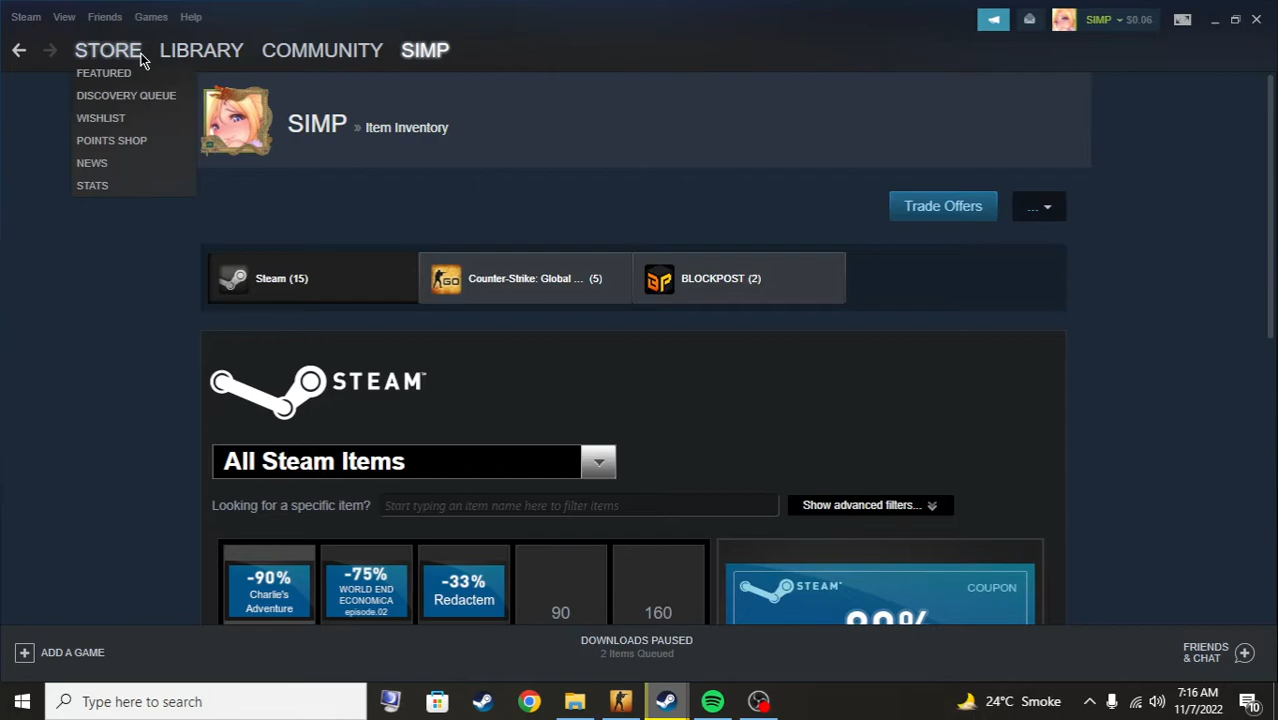 Steam View Friends Games Help
SIMP $0.06
STORE LIBRARY COMMUNITY SIMP
FEATURED
DISCOVERY QUEUE
WISHLIST
POINTS SHOP
NEWS
STATS
SIMP » Item Inventory
Trade Offers
...
Steam (15)
Counter-Strike: Global ... (5)
BLOCKPOST (2)
STEAM
All Steam Items
Looking for a specific item? Start typing an item name here to filter items Show advanced filters...
-90%
Charlie's
Adventure
-75%
WORLD END
ECONOMiCA
episode.02
-33%
Redactem
90
160
STEAM COUPON
90%
DOWNLOADS PAUSED
2 Items Queued
ADD A GAME
FRIENDS
& CHAT
Type here to search
24°C Smoke
7:16 AM
11/7/2022
10